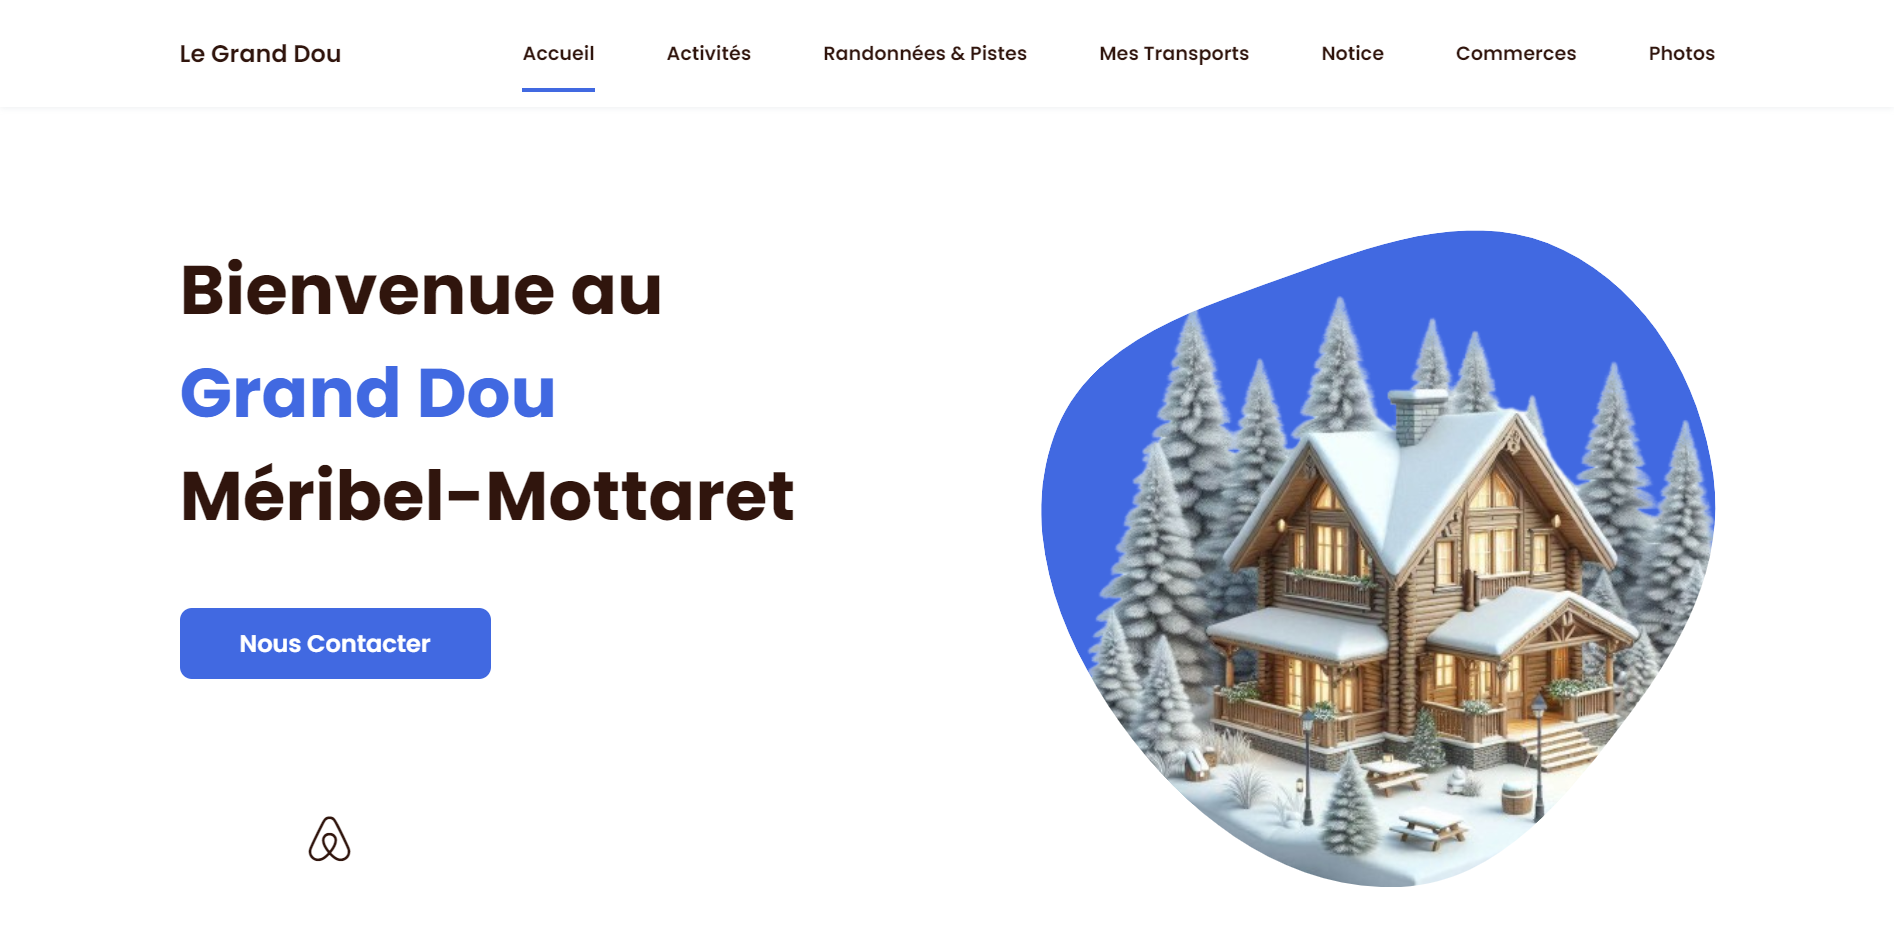 Le Grand Dou
Accueil
Activités
Randonnées & Pistes
Mes Transports
Notice
Commerces
Photos
Bienvenue au
Grand Dou
Méribel-Mottaret
Nous Contacter